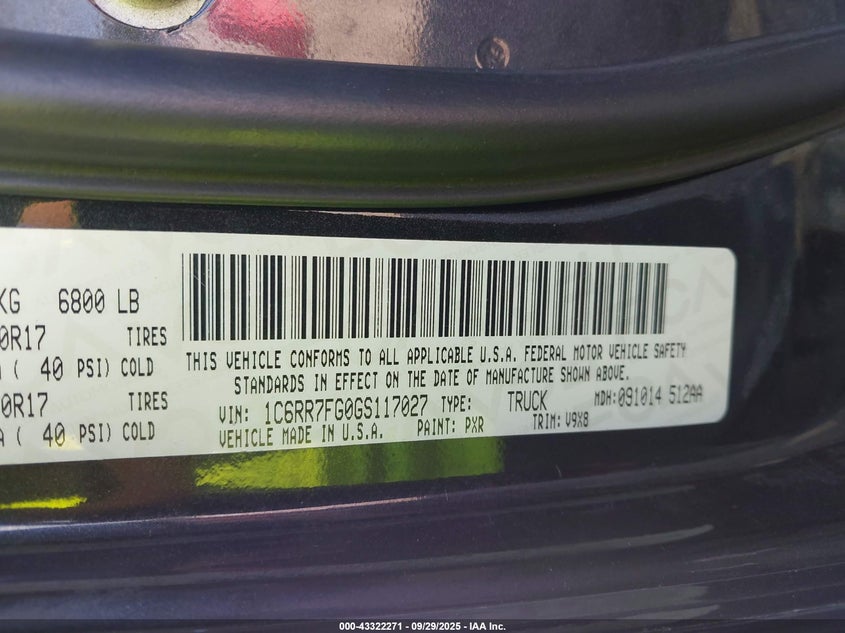 KG 6800 LB
0R17 TIRES
A ( 40 PSI) COLD
0R17 TIRES
A ( 40 PSI) COLD
THIS VEHICLE CONFORMS TO ALL APPLICABLE U.S.A. FEDERAL MOTOR VEHICLE SAFETY
STANDARDS IN EFFECT ON THE DATE OF MANUFACTURE SHOWN ABOVE.
VIN: 1C6RR7FG0GS117027 TYPE: TRUCK MDH:091014 512AA
VEHICLE MADE IN U.S.A. PAINT: PXR TRIM: V9X8
000-43322271 - 09/29/2025 - IAA Inc.